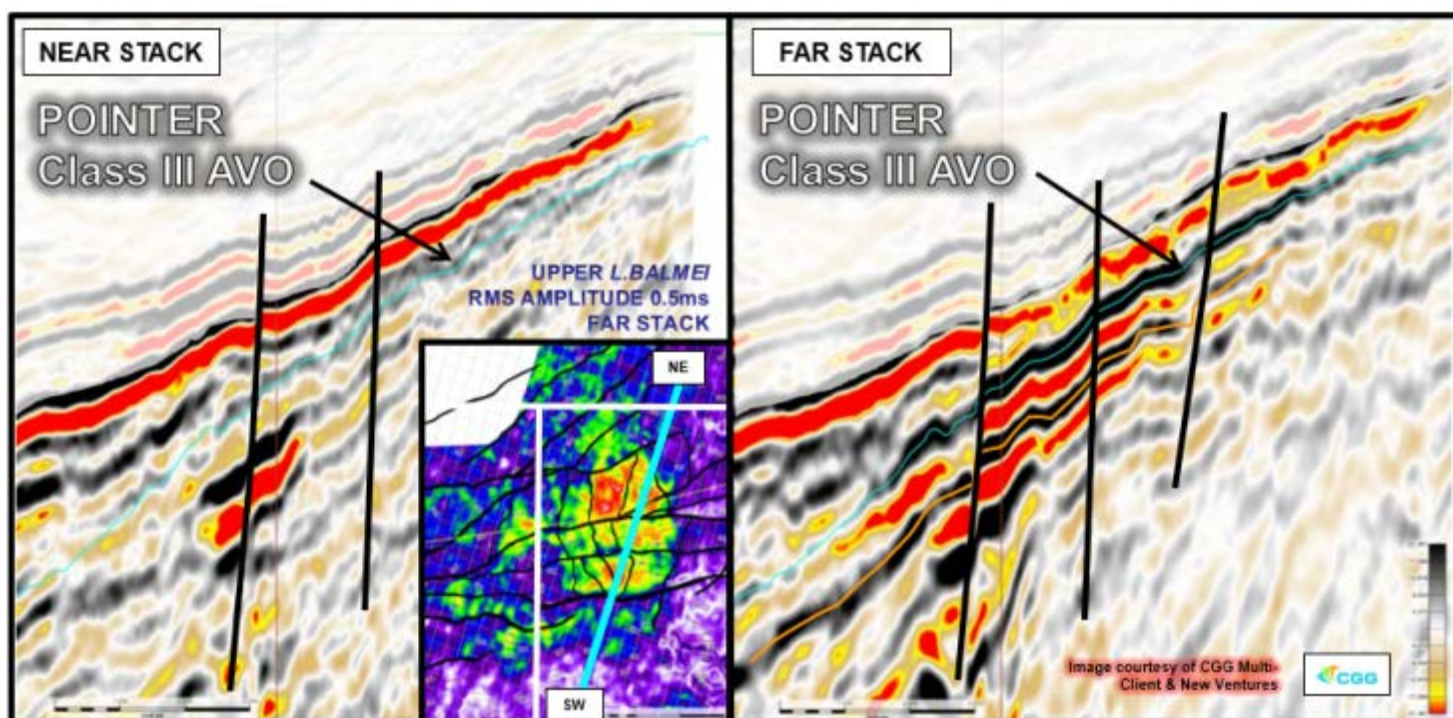 NEAR STACK
POINTER
Class III AVO
UPPER L.BALMEI
RMS AMPLITUDE 0.5ms
FAR STACK
NE
SW
FAR STACK
POINTER
Class III AVO
Image courtesy of CGG Multi-
Client & New Ventures
CGG